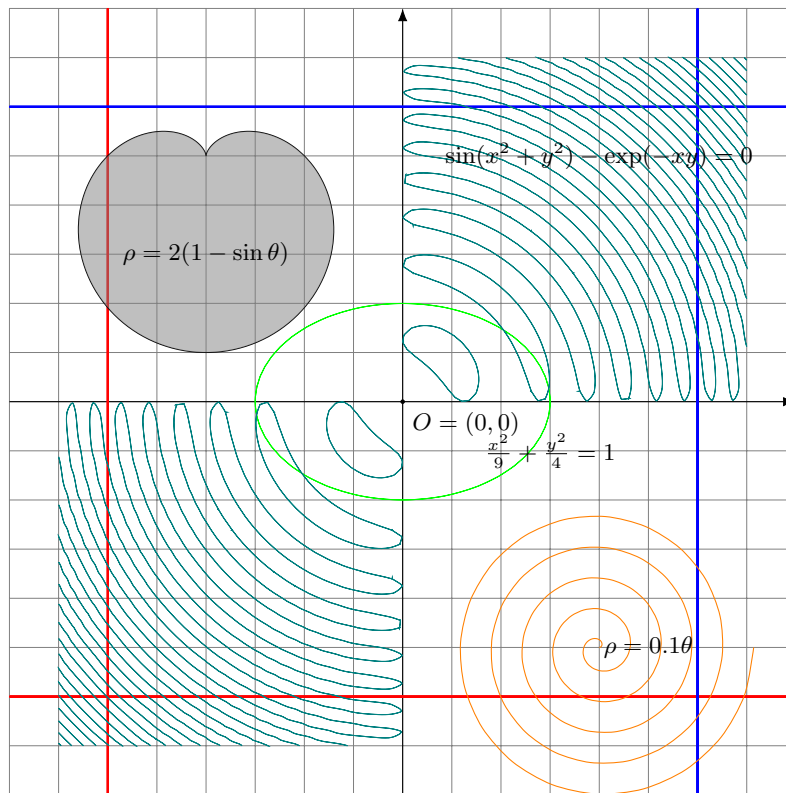 sin(x² + y²) − exp(−xy) = 0
ρ = 2(1 − sin θ)
O = (0, 0)
x²/9 + y²/4 = 1
ρ = 0.1θ